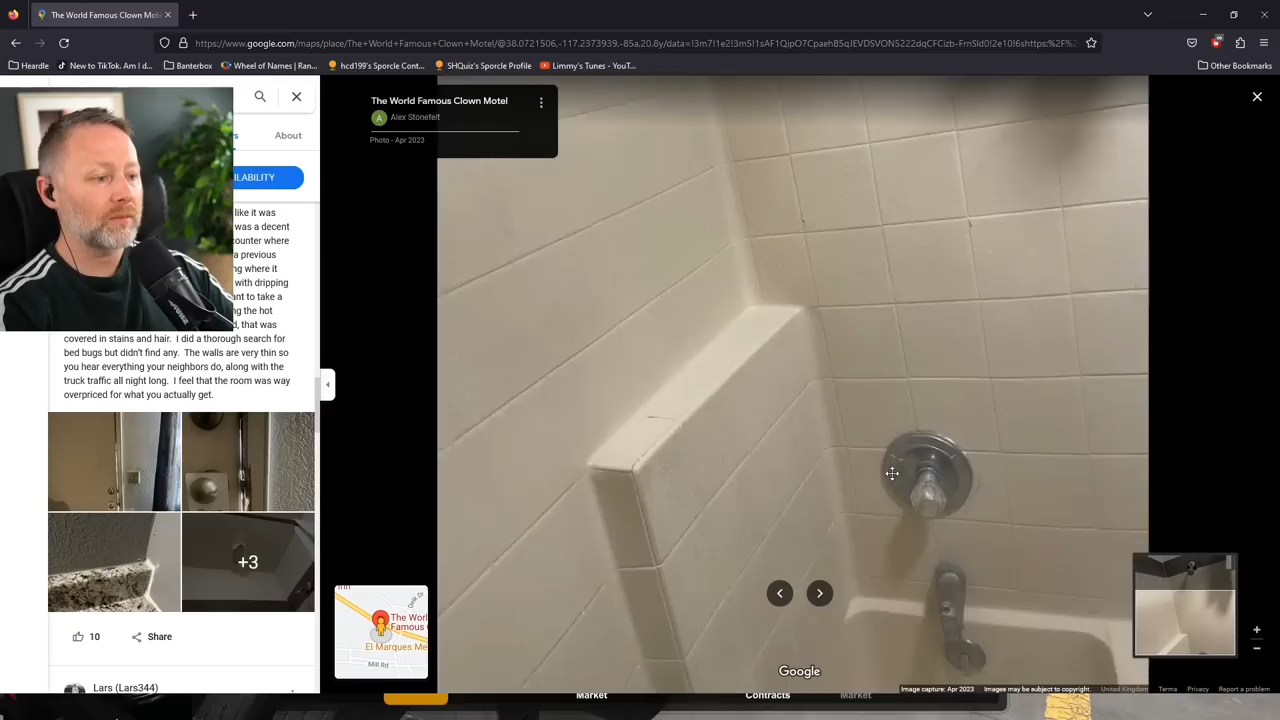 The World Famous Clown Mote
https://www.google.com/maps/place/The+World+Famous+Clown+Motel/@38.0721506,-117.2373939,-85a,20.8y/data=
Heardle
New to TikTok. Am I d...
Banterbox
Wheel of Names | Ran...
hcd199's Sporcle Cont...
SHQuiz's Sporcle Profile
Limmy's Tunes - YouT...
Other Bookmarks
About
ILABILITY
like it was
was a decent
counter where
a previous
ng where it
with dripping
ant to take a
ng the hot
d, that was
covered in stains and hair. I did a thorough search for
bed bugs but didn't find any. The walls are very thin so
you hear everything your neighbors do, along with the
truck traffic all night long. I feel that the room was way
overpriced for what you actually get.
+3
10
Share
Lars (Lars344)
The World Famous Clown Motel
A
Alex Stonefelt
Photo - Apr 2023
Inn
Deik Dr
The Worl
Famous C
El Marques Me
Mill Rd
Google
Image capture: Apr 2023
Images may be subject to copyright.
United Kingdom
Terms
Privacy
Report a problem
Market
Contracts
Market